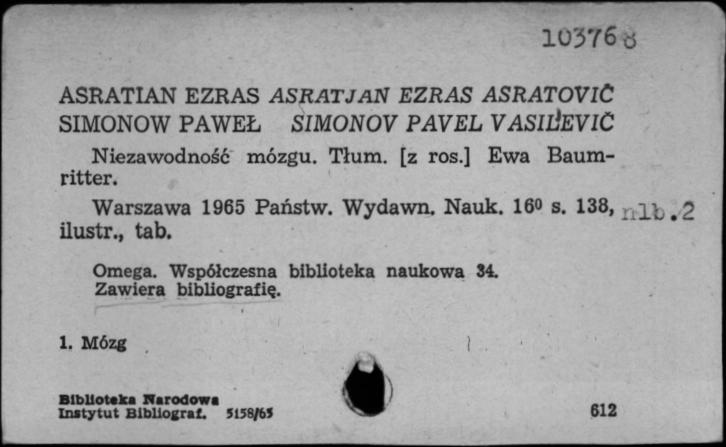 103768
ASRATIAN EZRAS ASRATJAN EZRAS ASRATOVIČ
SIMONOW PAWEŁ SIMONOV PAVEL VASIL'EVIČ
Niezawodność mózgu. Tłum. [z ros.] Ewa Baum-
ritter.
Warszawa 1965 Państw. Wydawn. Nauk. 16⁰ s. 138, nlb.2
ilustr., tab.
Omega. Współczesna biblioteka naukowa 34.
Zawiera bibliografię.
1. Mózg
Biblioteka Narodowa
Instytut Bibliograf. 5158/65
612